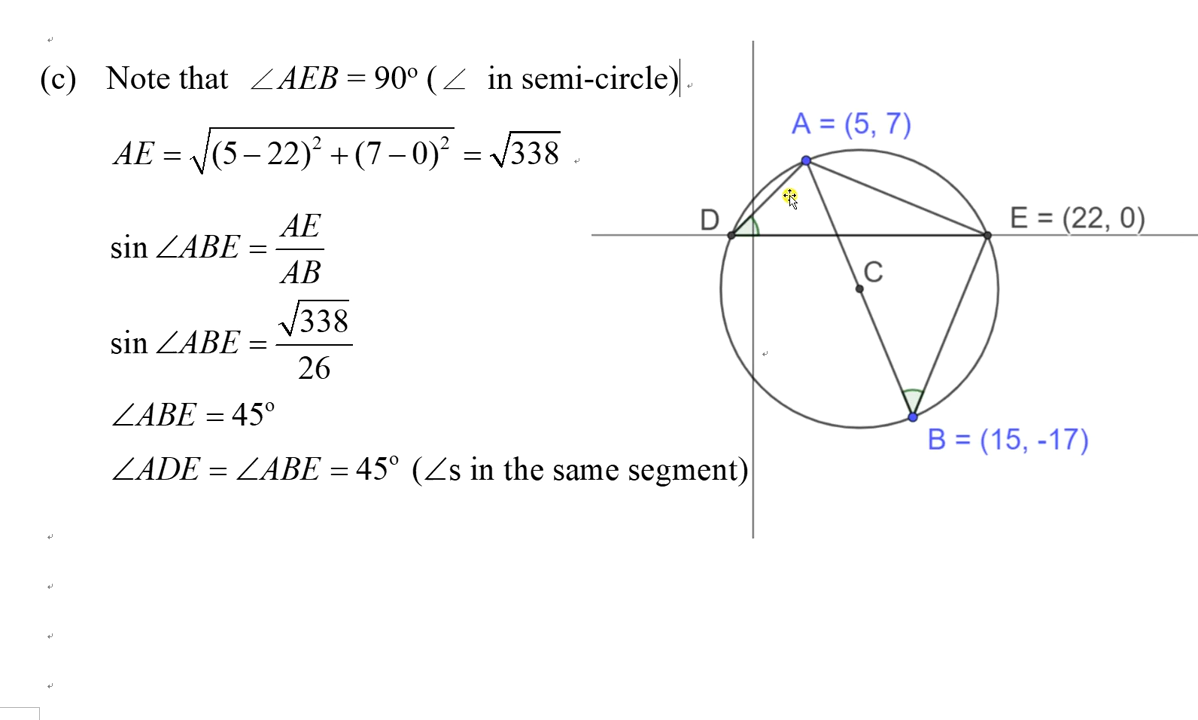 (c) Note that ∠AEB = 90° (∠ in semi-circle)
AE = √((5 – 22)² + (7 – 0)²) = √338
sin ∠ABE = AE/AB
sin ∠ABE = √338/26
∠ABE = 45°
∠ADE = ∠ABE = 45° (∠s in the same segment)
A = (5, 7)
D
E = (22, 0)
C
B = (15, -17)